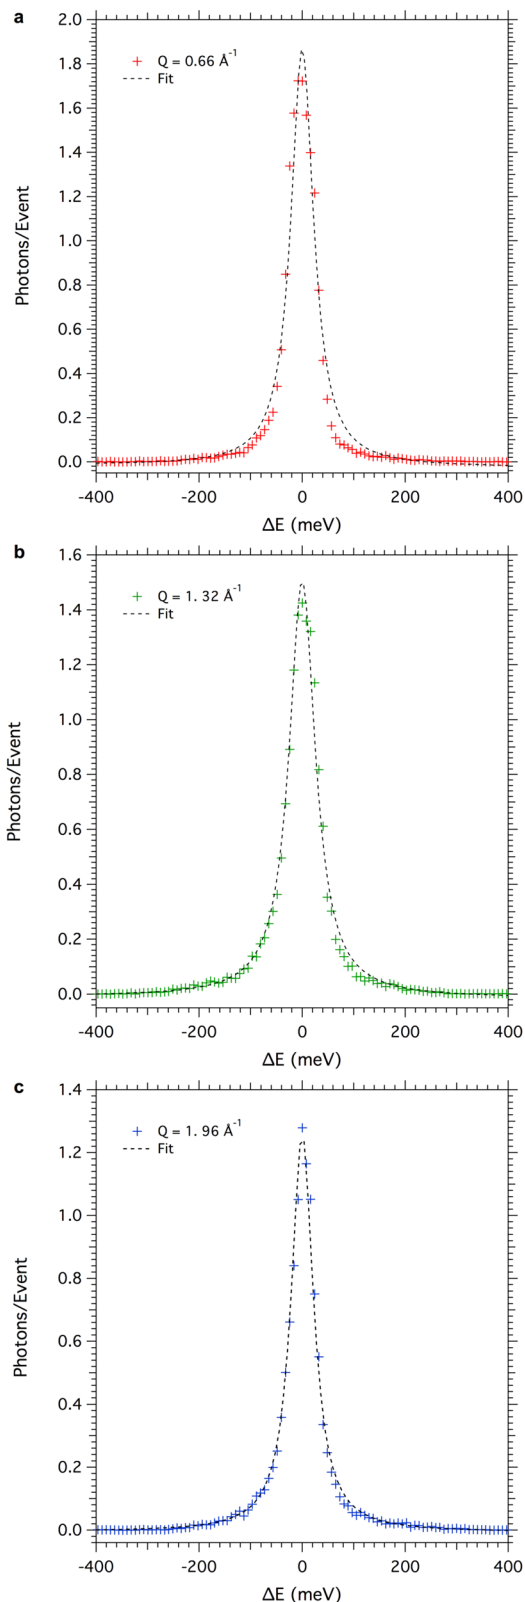 a
2.0
1.8
1.6
1.4
1.2
1.0
0.8
0.6
0.4
0.2
0.0
Photons/Event
Q = 0.66 Å⁻¹
Fit
-400 -200 0 200 400
ΔE (meV)
b
1.6
1.4
1.2
1.0
0.8
0.6
0.4
0.2
0.0
Photons/Event
Q = 1. 32 Å⁻¹
Fit
-400 -200 0 200 400
ΔE (meV)
c
1.4
1.2
1.0
0.8
0.6
0.4
0.2
0.0
Photons/Event
Q = 1. 96 Å⁻¹
Fit
-400 -200 0 200 400
ΔE (meV)